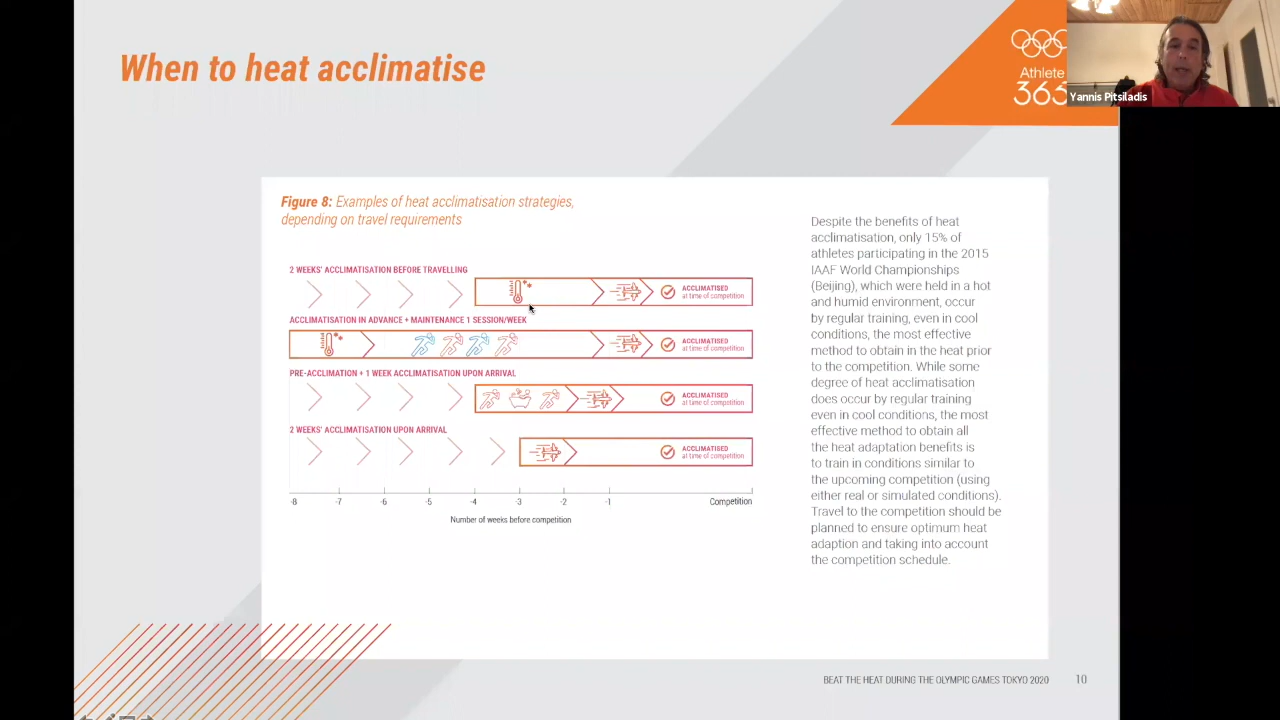 When to heat acclimatise
Athlete
365
Yannis Pitsiladis
Figure 8: Examples of heat acclimatisation strategies,
depending on travel requirements
2 WEEKS' ACCLIMATISATION BEFORE TRAVELLING
ACCLIMATISED
at time of competition
ACCLIMATISATION IN ADVANCE + MAINTENANCE 1 SESSION/WEEK
ACCLIMATISED
at time of competition
PRE-ACCLIMATION + 1 WEEK ACCLIMATISATION UPON ARRIVAL
ACCLIMATISED
at time of competition
2 WEEKS' ACCLIMATISATION UPON ARRIVAL
ACCLIMATISED
at time of competition
-8 -7 -6 -5 -4 -3 -2 -1 Competition
Number of weeks before competition
Despite the benefits of heat
acclimatisation, only 15% of
athletes participating in the 2015
IAAF World Championships
(Beijing), which were held in a hot
and humid environment, occur
by regular training, even in cool
conditions, the most effective
method to obtain in the heat prior
to the competition. While some
degree of heat acclimatisation
does occur by regular training
even in cool conditions, the most
effective method to obtain all
the heat adaptation benefits is
to train in conditions similar to
the upcoming competition (using
either real or simulated conditions).
Travel to the competition should be
planned to ensure optimum heat
adaption and taking into account
the competition schedule.
BEAT THE HEAT DURING THE OLYMPIC GAMES TOKYO 2020 10